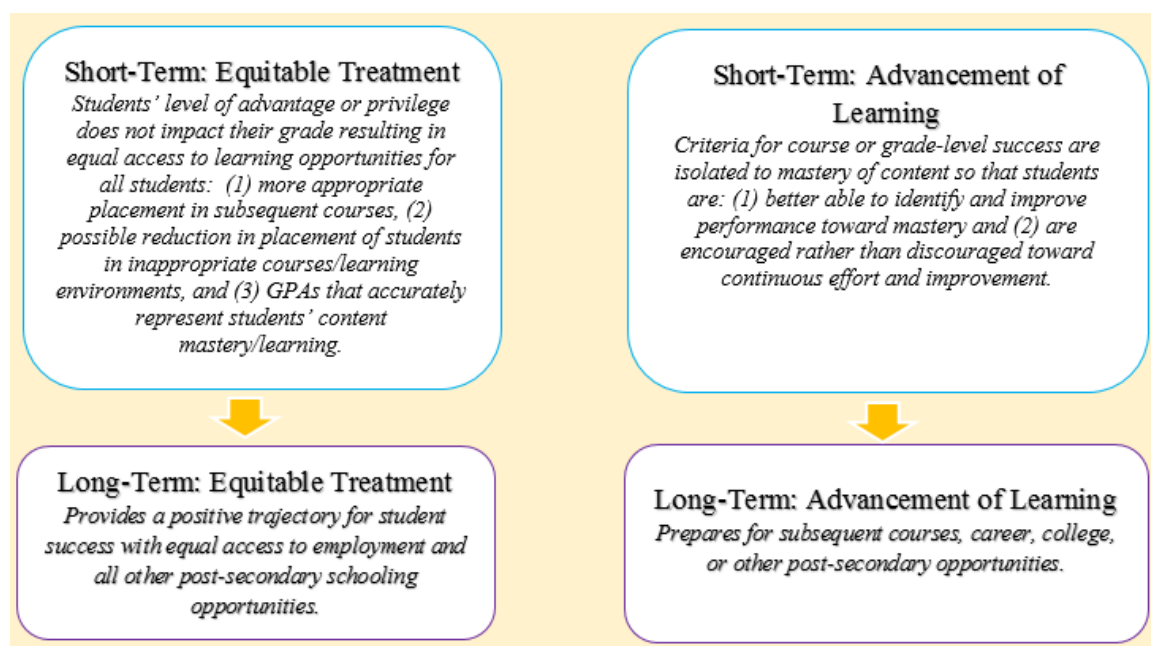 Short-Term: Equitable Treatment
Students’ level of advantage or privilege
does not impact their grade resulting in
equal access to learning opportunities for
all students:  (1) more appropriate
placement in subsequent courses, (2)
possible reduction in placement of students
in inappropriate courses/learning
environments, and (3) GPAs that accurately
represent students’ content
mastery/learning.
Long-Term: Equitable Treatment
Provides a positive trajectory for student
success with equal access to employment and
all other post-secondary schooling
opportunities.
Short-Term: Advancement of
Learning
Criteria for course or grade-level success are
isolated to mastery of content so that students
are: (1) better able to identify and improve
performance toward mastery and (2) are
encouraged rather than discouraged toward
continuous effort and improvement.
Long-Term: Advancement of Learning
Prepares for subsequent courses, career, college,
or other post-secondary opportunities.